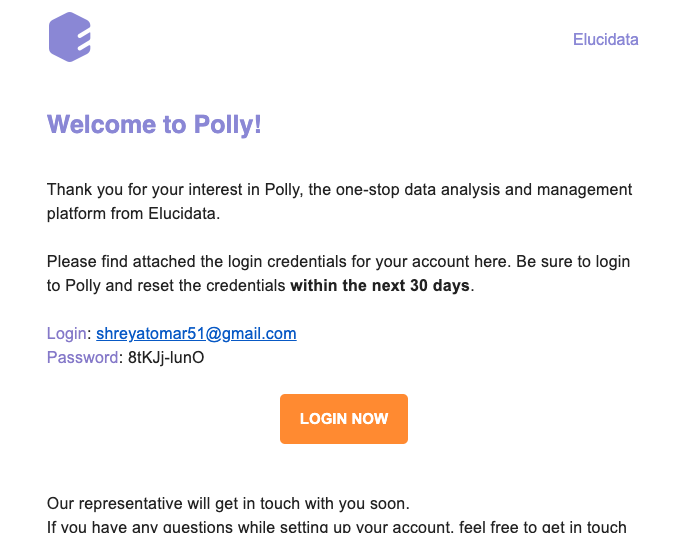 Elucidata
Welcome to Polly!
Thank you for your interest in Polly, the one-stop data analysis and management
platform from Elucidata.
Please find attached the login credentials for your account here. Be sure to login
to Polly and reset the credentials within the next 30 days.
Login: shreyatomar51@gmail.com
Password: 8tKJj-lunO
LOGIN NOW
Our representative will get in touch with you soon.
If you have any questions while setting up your account, feel free to get in touch